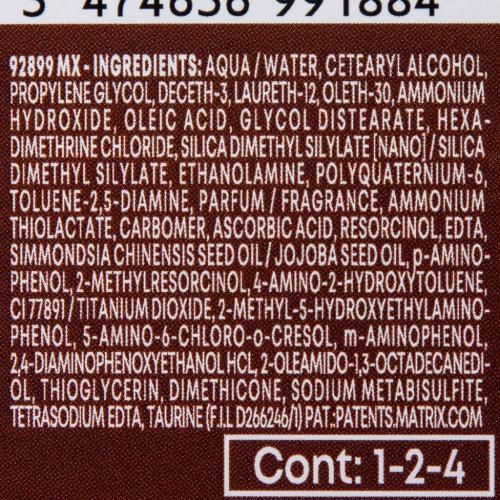 3 474636 991884
92899 MX - INGREDIENTS: AQUA / WATER, CETEARYL ALCOHOL,
PROPYLENE GLYCOL, DECETH-3, LAURETH-12, OLETH-30, AMMONIUM
HYDROXIDE, OLEIC ACID, GLYCOL DISTEARATE, HEXA-
DIMETHRINE CHLORIDE, SILICA DIMETHYL SILYLATE [NANO] / SILICA
DIMETHYL SILYLATE, ETHANOLAMINE, POLYQUATERNIUM-6,
TOLUENE-2,5-DIAMINE, PARFUM / FRAGRANCE, AMMONIUM
THIOLACTATE, CARBOMER, ASCORBIC ACID, RESORCINOL, EDTA,
SIMMONDSIA CHINENSIS SEED OIL / JOJOBA SEED OIL, p-AMINO-
PHENOL, 2-METHYLRESORCINOL, 4-AMINO-2-HYDROXYTOLUENE,
CI 77891 / TITANIUM DIOXIDE, 2-METHYL-5-HYDROXYETHYLAMINO-
PHENOL, 5-AMINO-6-CHLORO-o-CRESOL, m-AMINOPHENOL,
2,4-DIAMINOPHENOXYETHANOL HCL, 2-OLEAMIDO-1,3-OCTADECANEDI-
OL, THIOGLYCERIN, DIMETHICONE, SODIUM METABISULFITE,
TETRASODIUM EDTA, TAURINE (F.I.L D266246/1) PAT.:PATENTS.MATRIX.COM
Cont: 1-2-4